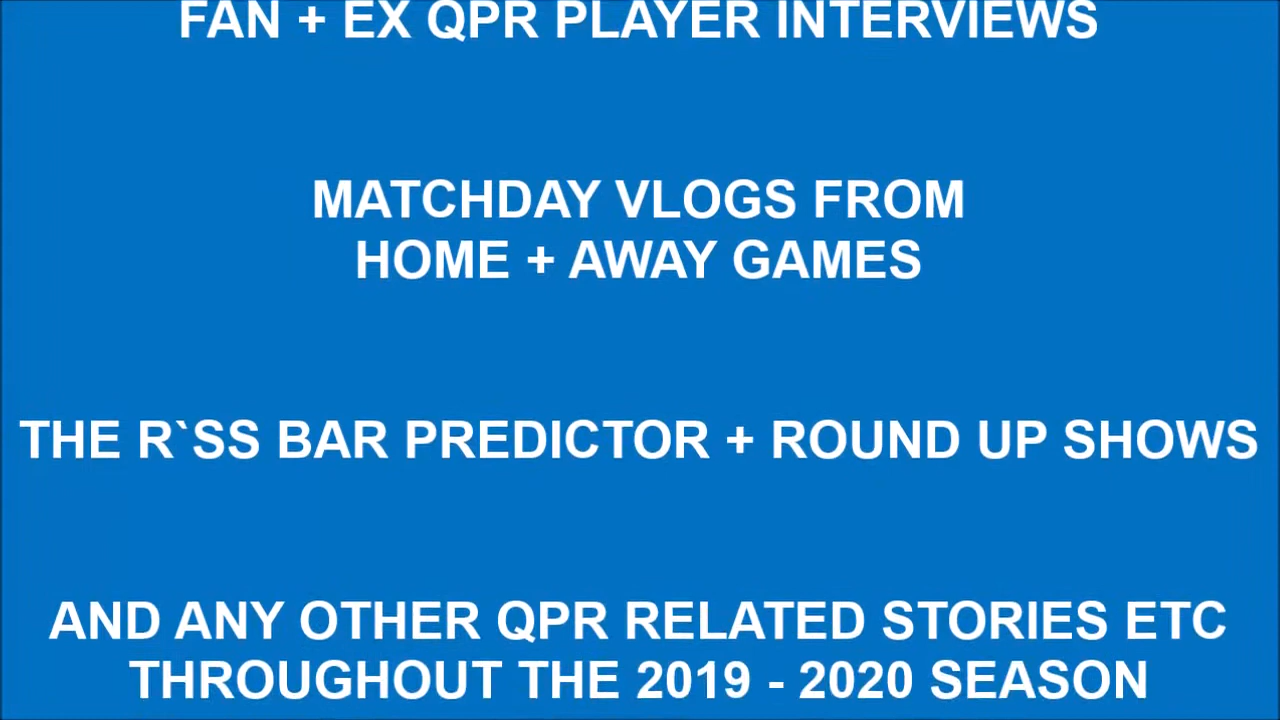 FAN + EX QPR PLAYER INTERVIEWS
MATCHDAY VLOGS FROM
HOME + AWAY GAMES
THE R`SS BAR PREDICTOR + ROUND UP SHOWS
AND ANY OTHER QPR RELATED STORIES ETC
THROUGHOUT THE 2019 - 2020 SEASON